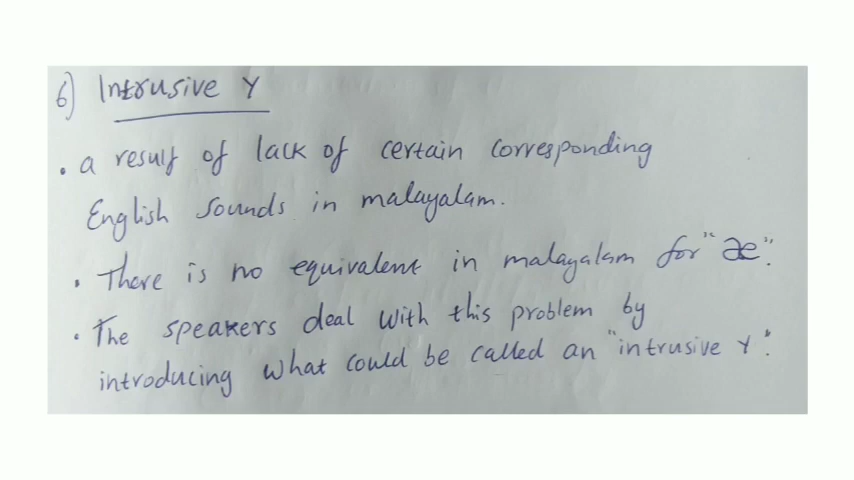 6) Intrusive Y
• a result of lack of certain corresponding
English sounds in malayalam.
• There is no equivalent in malayalam for "æ".
• The speakers deal with this problem by
introducing what could be called an "intrusive Y".